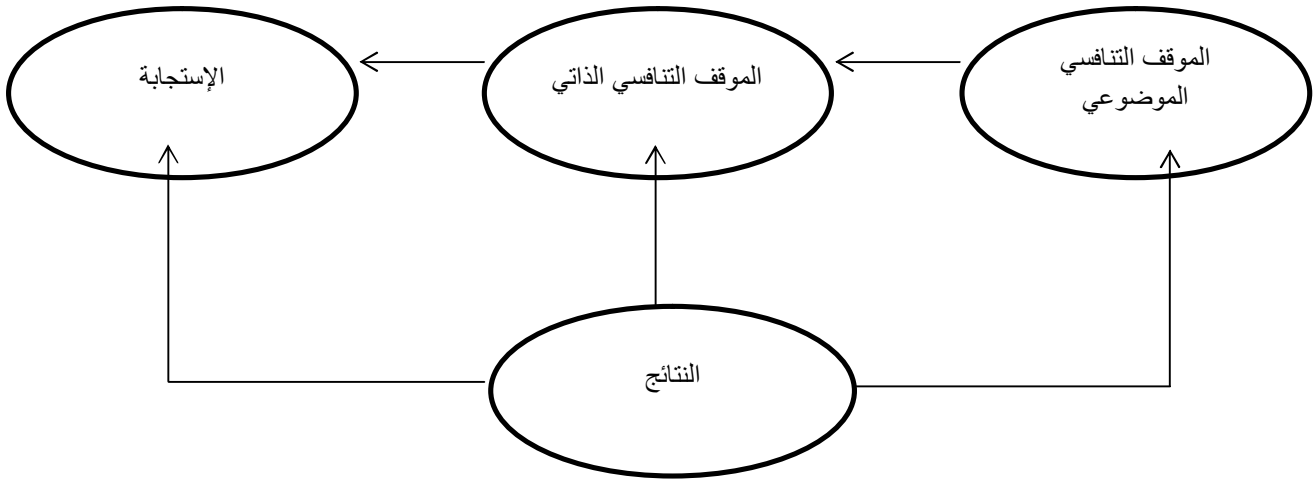 الموقف التنافسي
الموضوعي
الموقف التنافسي الذاتي
الإستجابة
النتائج